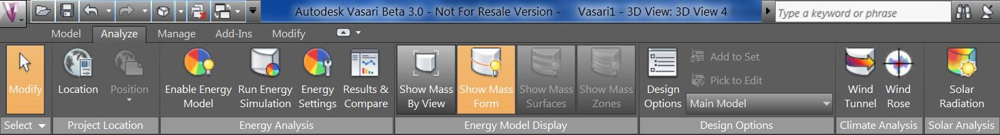 Autodesk Vasari Beta 3.0 - Not For Resale Version - Vasari1 - 3D View: 3D View 4
Type a keyword or phrase
Model Analyze Manage Add-Ins Modify
Modify
Location
Position
Enable Energy
Model
Run Energy
Simulation
Energy
Settings
Results &
Compare
Show Mass
By View
Show Mass
Form
Show Mass
Surfaces
Show Mass
Zones
Design
Options
Add to Set
Pick to Edit
Main Model
Wind
Tunnel
Wind
Rose
Solar
Radiation
Select Project Location Energy Analysis Energy Model Display Design Options Climate Analysis Solar Analysis